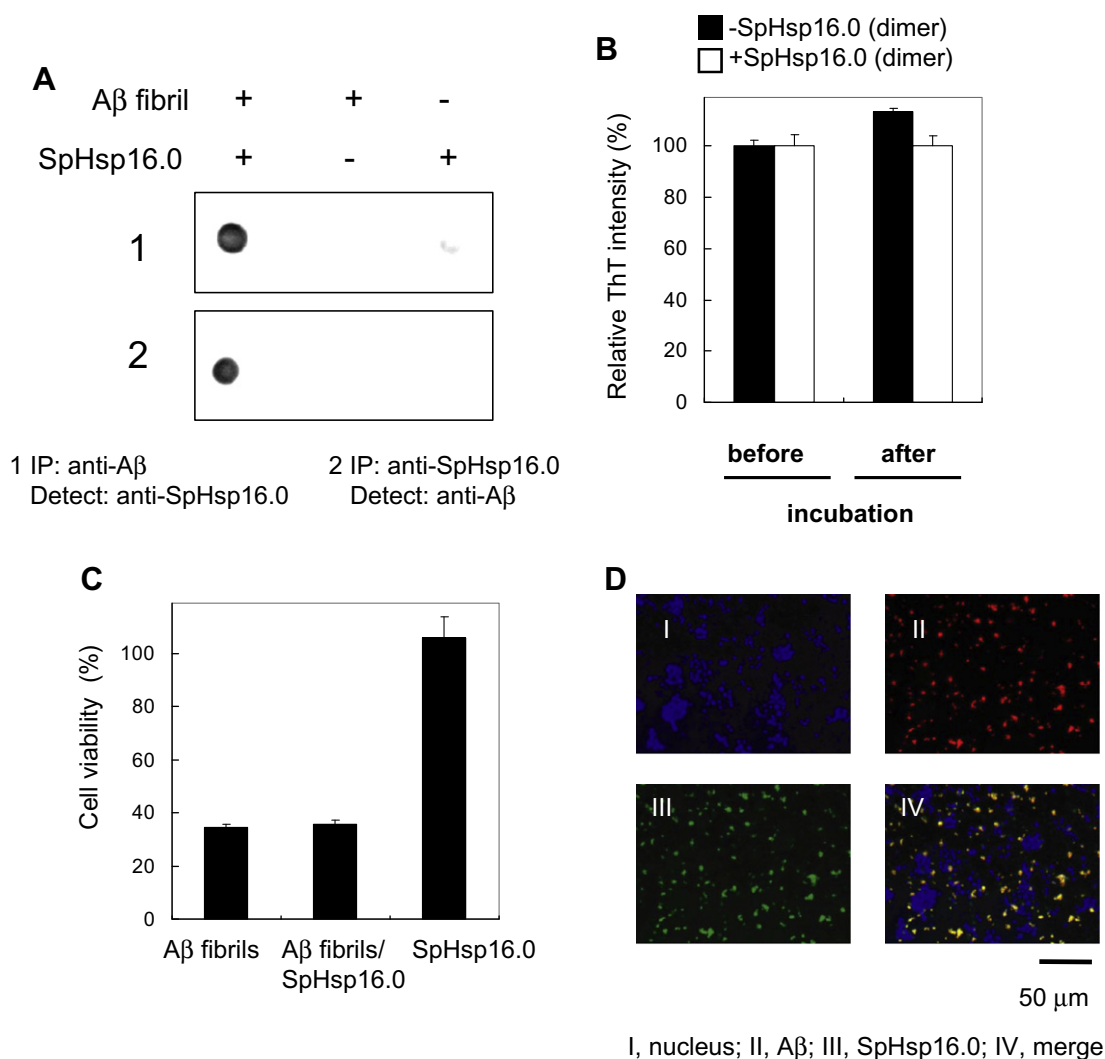 A
Aβ fibril + + -
SpHsp16.0 + - +
1
2
1 IP: anti-Aβ
Detect: anti-SpHsp16.0
2 IP: anti-SpHsp16.0
Detect: anti-Aβ
B
-SpHsp16.0 (dimer)
+SpHsp16.0 (dimer)
Relative ThT intensity (%)
100
80
60
40
20
0
before after
incubation
C
Cell viability (%)
100
80
60
40
20
0
Aβ fibrils
Aβ fibrils/
SpHsp16.0
SpHsp16.0
D
I
II
III
IV
50 μm
I, nucleus; II, Aβ; III, SpHsp16.0; IV, merge